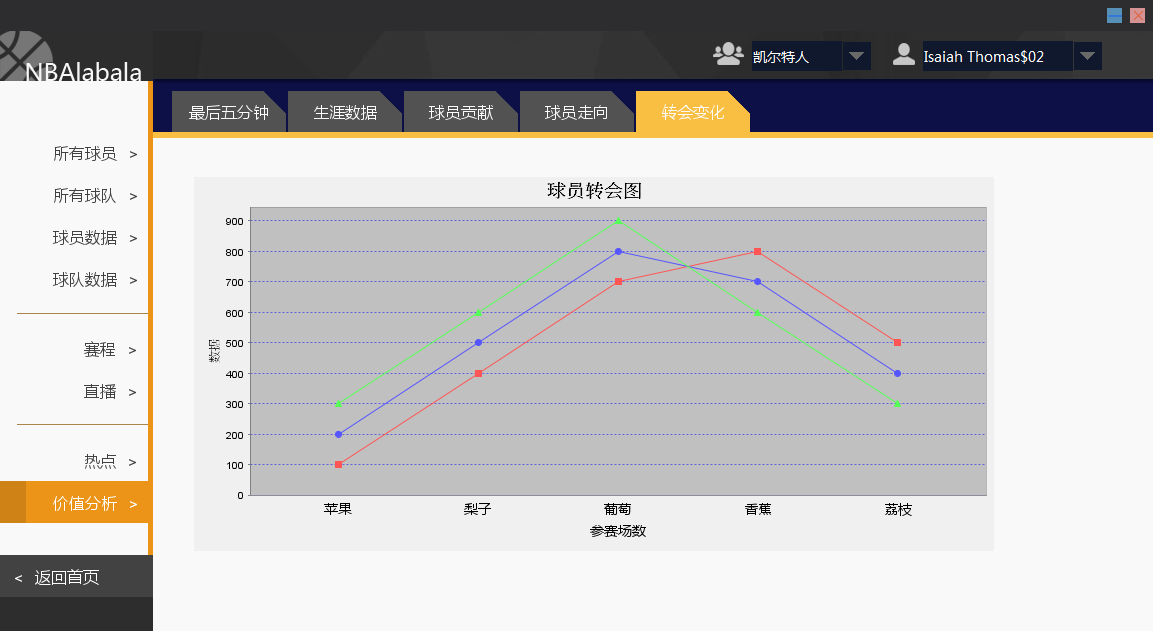 NBAlabala
凯尔特人
Isaiah Thomas$02
最后五分钟
生涯数据
球员贡献
球员走向
转会变化
所有球员 >
所有球队 >
球员数据 >
球队数据 >
赛程 >
直播 >
热点 >
价值分析 >
< 返回首页
球员转会图
数据
900
800
700
600
500
400
300
200
100
0
苹果 梨子 葡萄 香蕉 荔枝
参赛场数